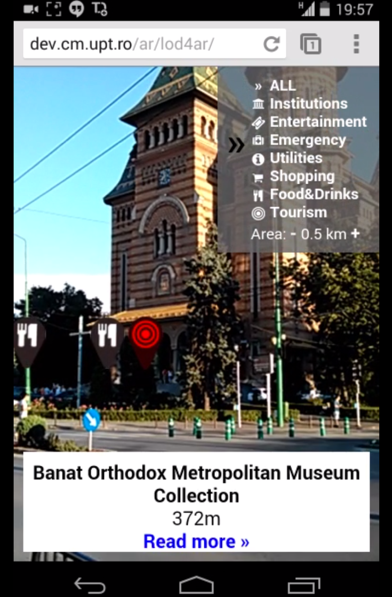 19:57
dev.cm.upt.ro/ar/lod4ar/
1
» ALL
Institutions
Entertainment
Emergency
Utilities
Shopping
Food&Drinks
Tourism
Area: - 0.5 km +
Banat Orthodox Metropolitan Museum
Collection
372m
Read more »